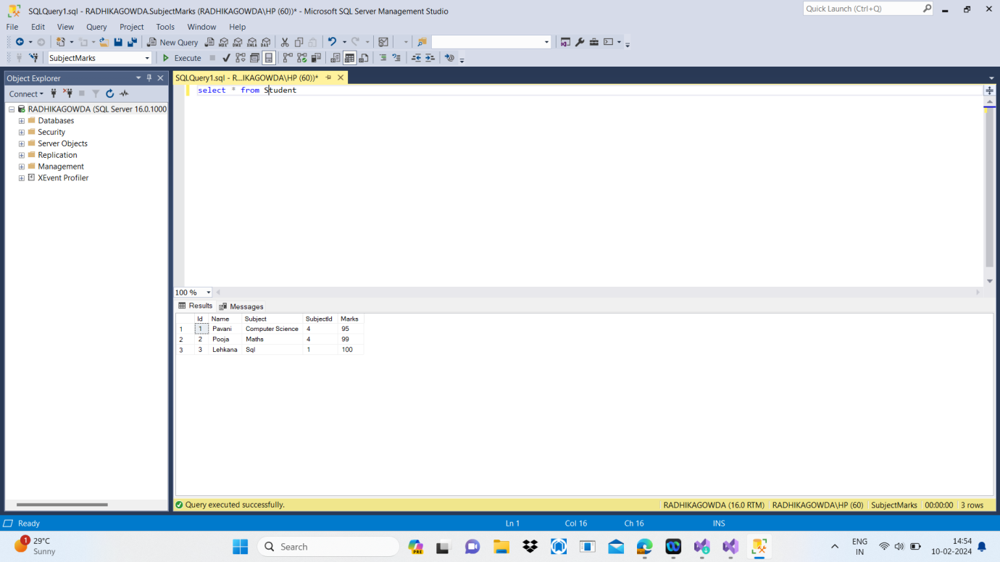 SQLQuery1.sql - RADHIKAGOWDA.SubjectMarks (RADHIKAGOWDA\HP (60))* - Microsoft SQL Server Management Studio
Quick Launch (Ctrl+Q)
File Edit View Query Project Tools Window Help
New Query
SubjectMarks Execute
Object Explorer
SQLQuery1.sql - R...IKAGOWDA\HP (60))*
Connect
select * from Student
RADHIKAGOWDA (SQL Server 16.0.1000
Databases
Security
Server Objects
Replication
Management
XEvent Profiler
100 %
Results Messages
Id Name Subject SubjectId Marks
1 1 Pavani Computer Science 4 95
2 2 Pooja Maths 4 99
3 3 Lehkana Sql 1 100
Query executed successfully. RADHIKAGOWDA (16.0 RTM) RADHIKAGOWDA\HP (60) SubjectMarks 00:00:00 3 rows
Ready Ln 1 Col 16 Ch 16 INS
1 29°C
Sunny
Search
PRE
ENG
IN
14:54
10-02-2024